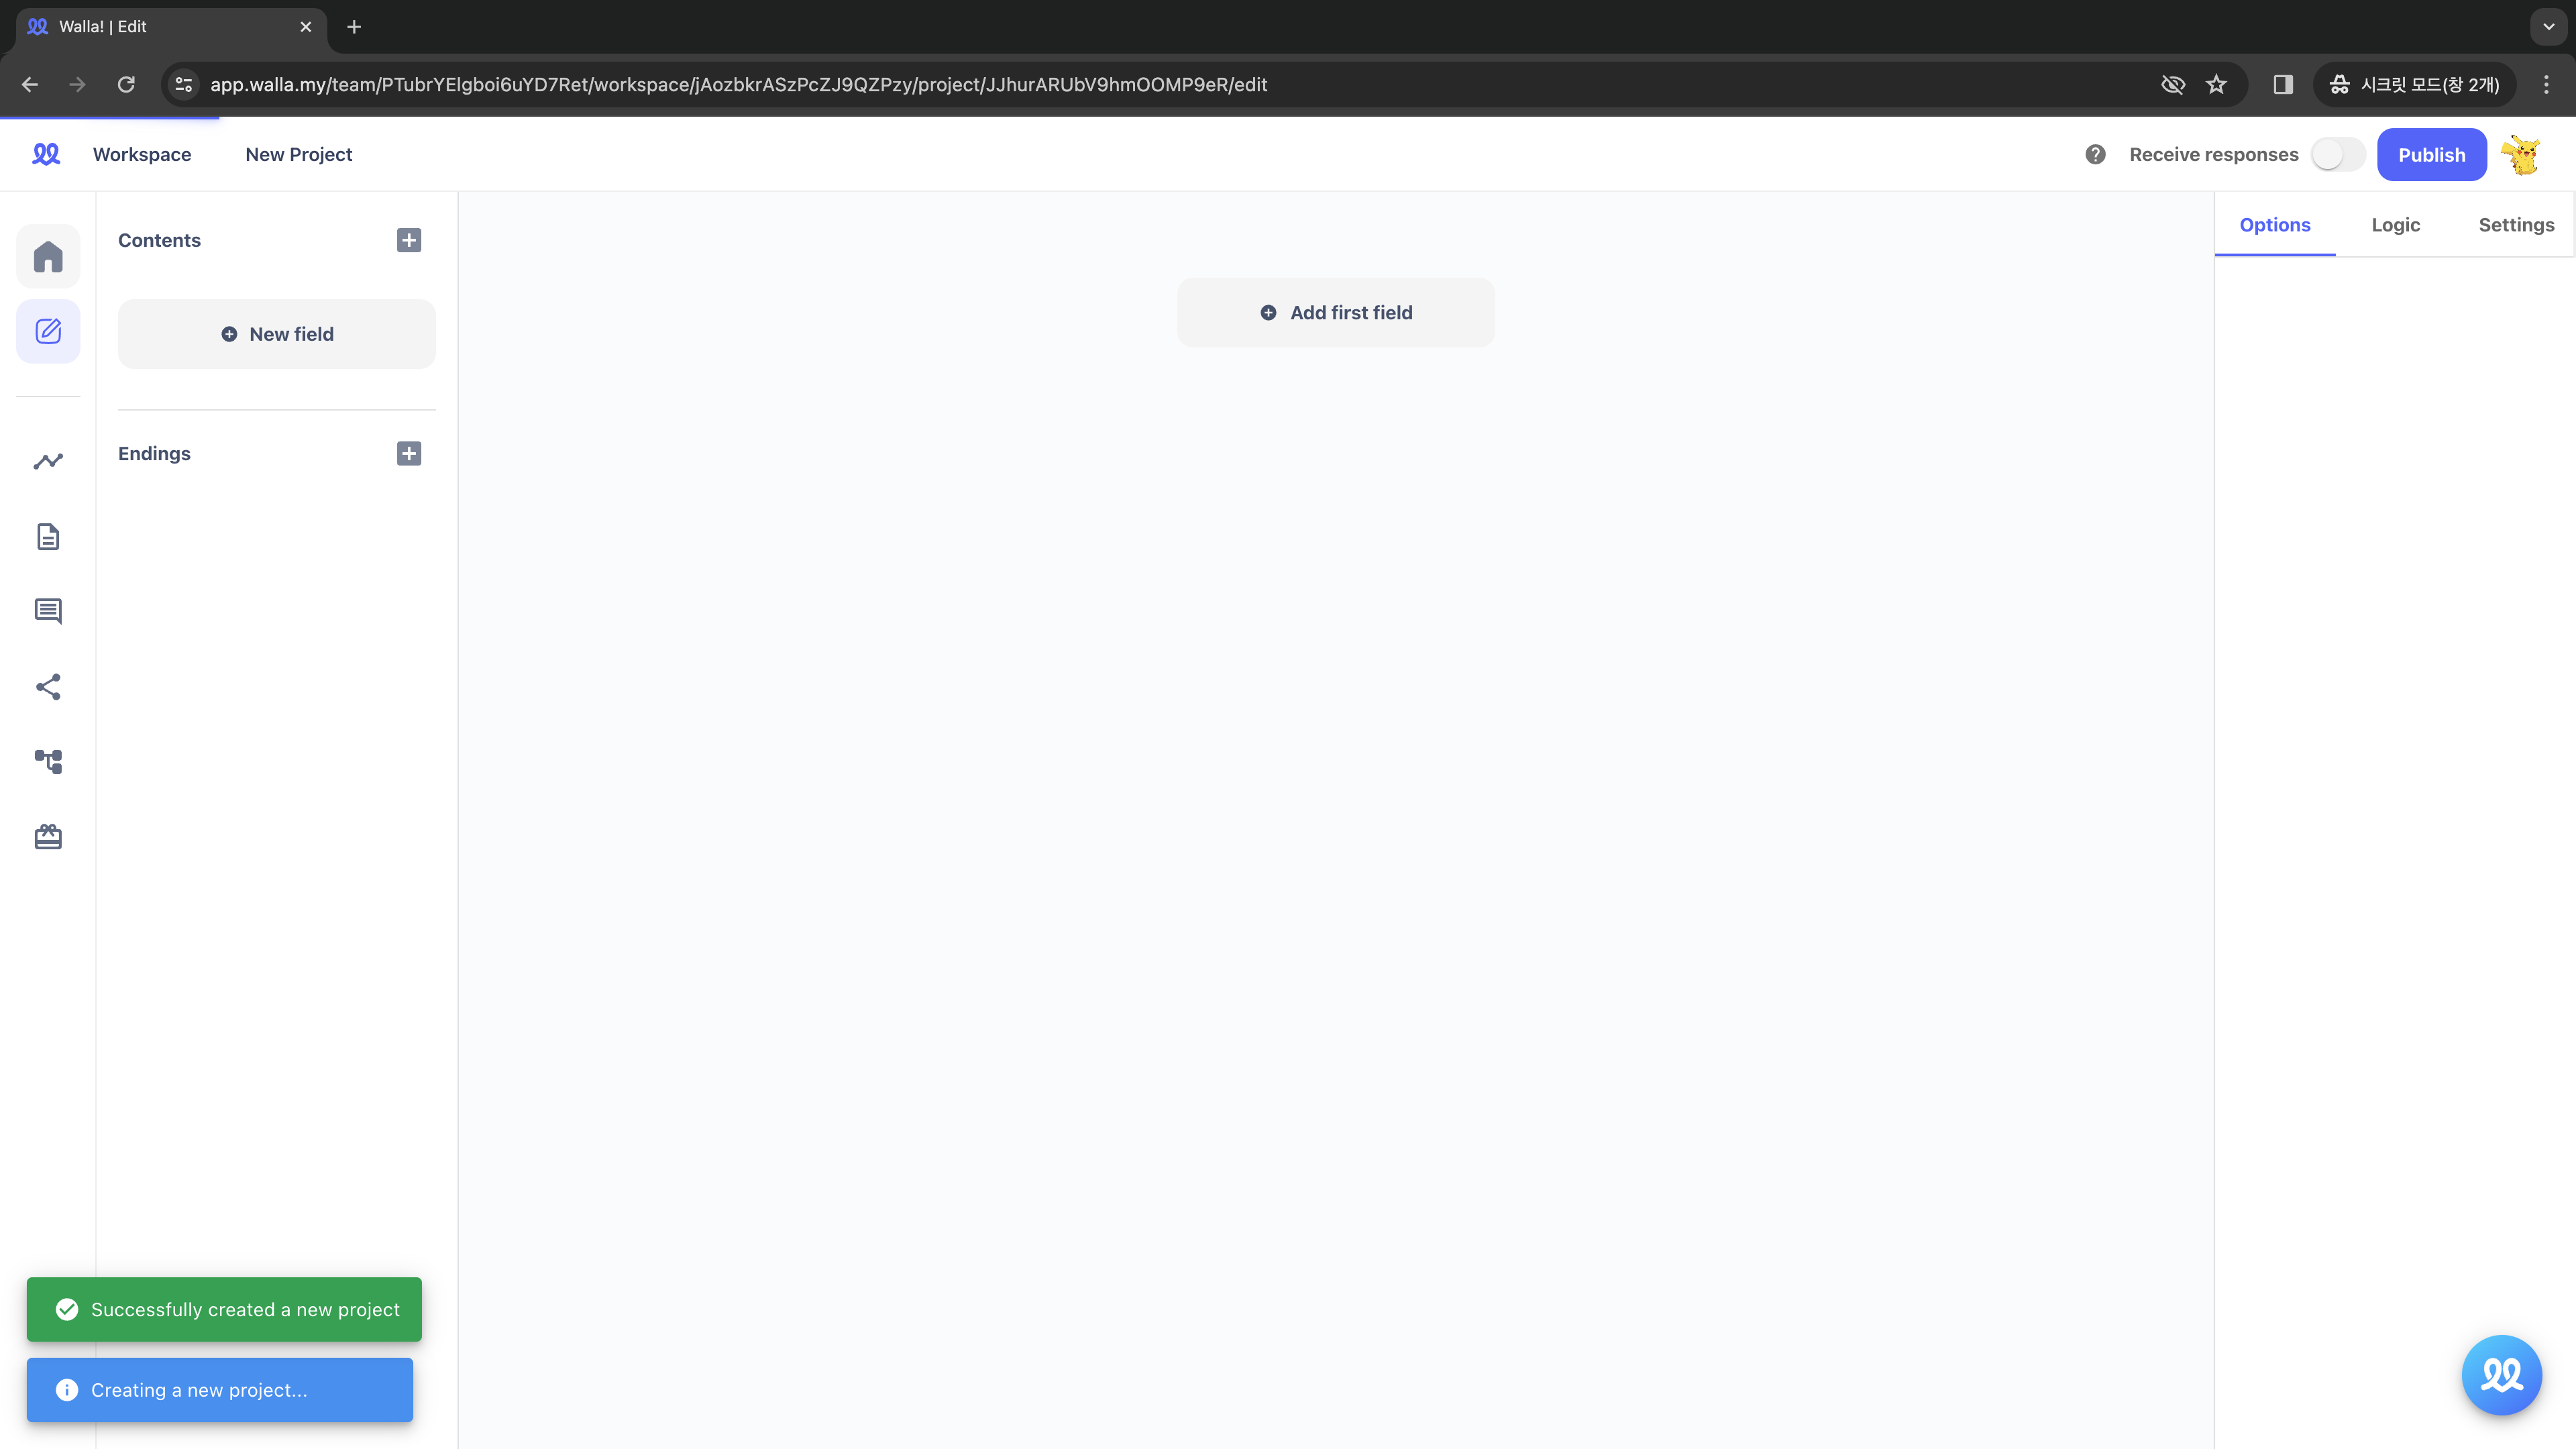 Walla! | Edit
app.walla.my/team/PTubrYElgboi6uYD7Ret/workspace/jAozbkrASzPcZJ9QZPzy/project/JJhurARUbV9hmOOMP9eR/edit
시크릿 모드(창 2개)
Workspace
New Project
Receive responses
Publish
Contents
New field
Endings
Add first field
Options
Logic
Settings
Successfully created a new project
Creating a new project...